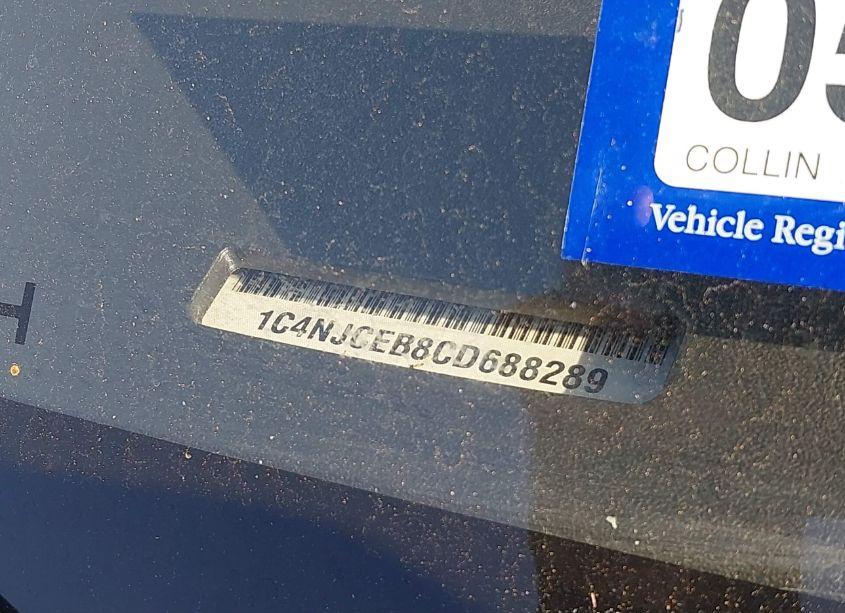 05
COLLIN
Vehicle Regi
1C4NJCEB8CD688289